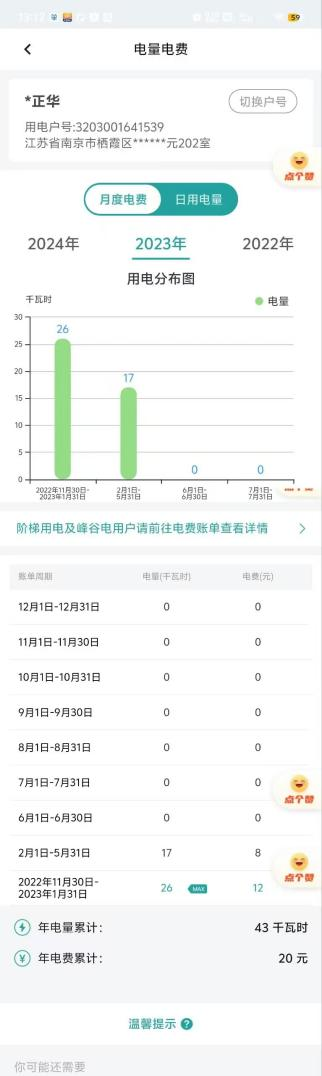 13:12
59
电量电费
*正华
切换户号
用电户号:3203001641539
江苏省南京市栖霞区******元202室
点个赞
月度电费
日用电量
2024年
2023年
2022年
用电分布图
千瓦时
电量
30
25
20
15
10
5
0
26
17
0
0
2022年11月30日-
2023年1月31日
2月1日-
5月31日
6月1日-
6月30日
7月1日-
7月31日
阶梯用电及峰谷电用户请前往电费账单查看详情
账单周期 电量(千瓦时) 电费(元)
12月1日-12月31日 0 0
11月1日-11月30日 0 0
10月1日-10月31日 0 0
9月1日-9月30日 0 0
8月1日-8月31日 0 0
7月1日-7月31日 0 0
点个赞
6月1日-6月30日 0 0
2月1日-5月31日 17 8
点个赞
2022年11月30日-
2023年1月31日
26 MAX 12
年电量累计: 43 千瓦时
¥ 年电费累计: 20 元
温馨提示 ?
你可能还需要